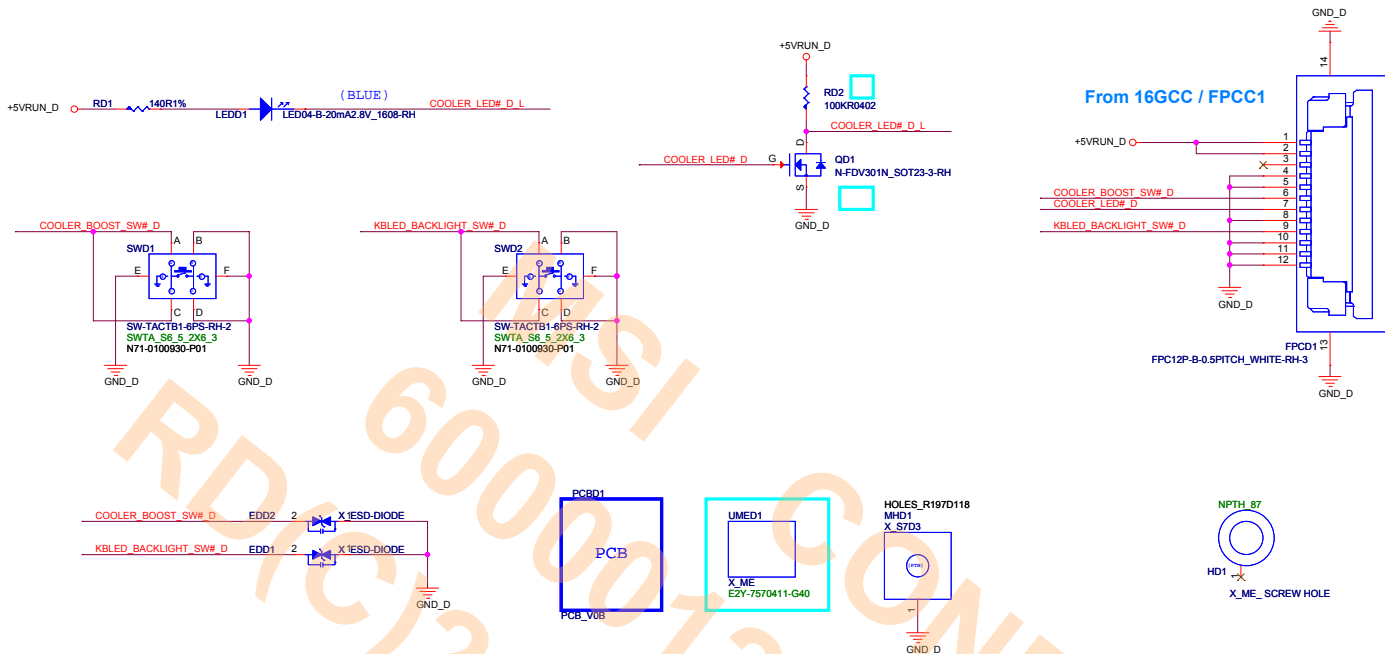 +5VRUN_D
RD1
140R1%
LEDD1
(BLUE)
LED04-B-20mA2.8V_1608-RH
COOLER_LED#_D_L
+5VRUN_D
RD2
100KR0402
COOLER_LED#_D_L
COOLER_LED#_D
G
D
S
QD1
N-FDV301N_SOT23-3-RH
GND_D
GND_D
14
From 16GCC / FPCC1
+5VRUN_D
1
2
3
4
5
6
7
8
9
10
11
12
COOLER_BOOST_SW#_D
COOLER_LED#_D
KBLED_BACKLIGHT_SW#_D
GND_D
13
FPCD1
FPC12P-B-0.5PITCH_WHITE-RH-3
GND_D
COOLER_BOOST_SW#_D
A
B
SWD1
E
F
C
D
SW-TACTB1-6PS-RH-2
SWTA_S6_5_2X6_3
N71-0100930-P01
GND_D
GND_D
KBLED_BACKLIGHT_SW#_D
A
B
SWD2
E
F
C
D
SW-TACTB1-6PS-RH-2
SWTA_S6_5_2X6_3
N71-0100930-P01
GND_D
GND_D
COOLER_BOOST_SW#_D
EDD2
2
1
X_ESD-DIODE
KBLED_BACKLIGHT_SW#_D
EDD1
2
1
X_ESD-DIODE
GND_D
PCBD1
PCB
PCB_V0B
UMED1
X_ME
E2Y-7570411-G40
HOLES_R197D118
MHD1
X_S7D3
(PTH)
1
GND_D
NPTH_87
HD1
1
X_ME_ SCREW HOLE
MSI